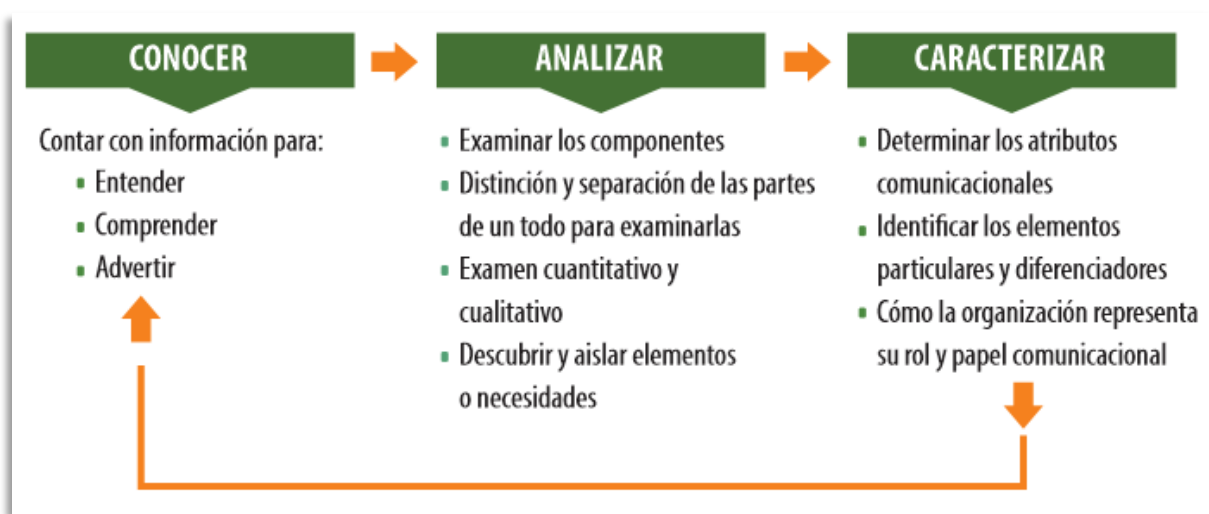 CONOCER
Contar con información para:
▪ Entender
▪ Comprender
▪ Advertir
ANALIZAR
▪ Examinar los componentes
▪ Distinción y separación de las partes
de un todo para examinarlas
▪ Examen cuantitativo y
cualitativo
▪ Descubrir y aislar elementos
o necesidades
CARACTERIZAR
▪ Determinar los atributos
comunicacionales
▪ Identificar los elementos
particulares y diferenciadores
▪ Cómo la organización representa
su rol y papel comunicacional